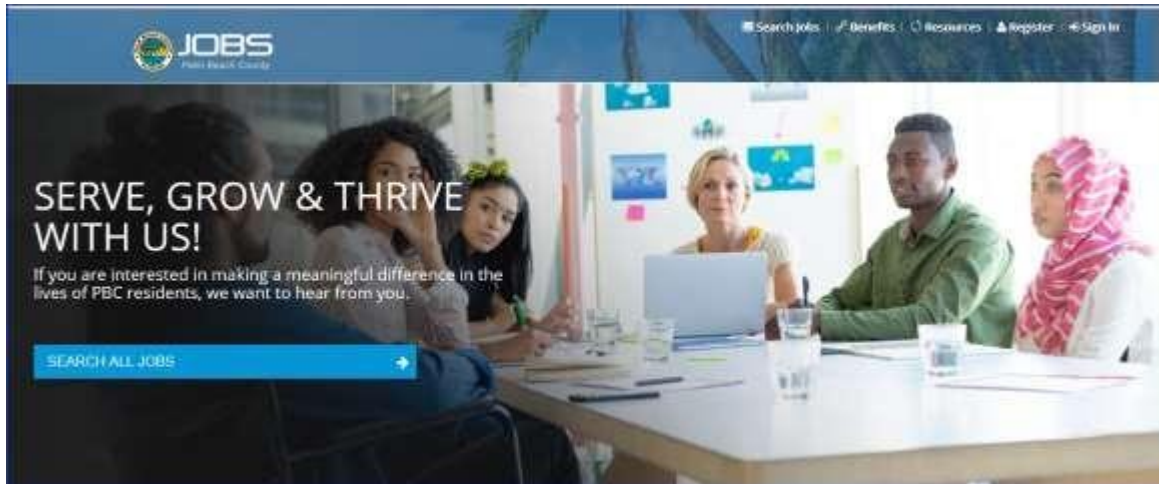 JOBS
Palm Beach County
Search Jobs Benefits Resources Register Sign In
SERVE, GROW & THRIVE
WITH US!
If you are interested in making a meaningful difference in the
lives of PBC residents, we want to hear from you.
SEARCH ALL JOBS